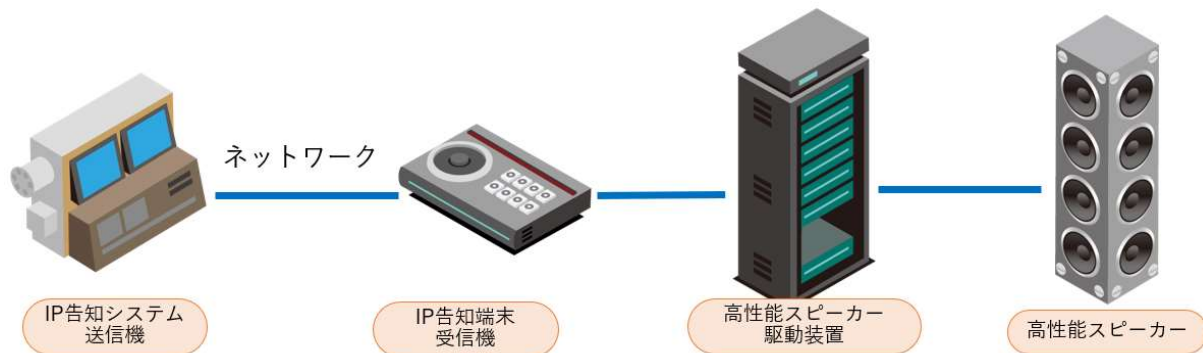 ネットワーク
IP告知システム
送信機
IP告知端末
受信機
高性能スピーカー
駆動装置
高性能スピーカー